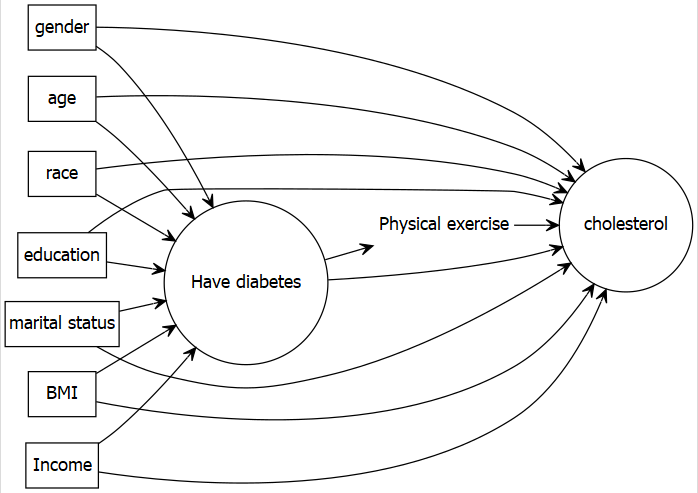 gender
age
race
education
marital status
BMI
Income
Have diabetes
Physical exercise
cholesterol